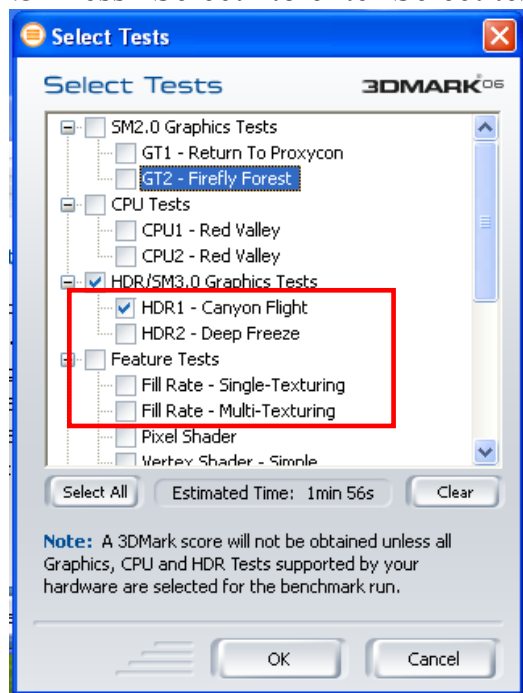 Select Tests
Select Tests
3DMARK06
SM2.0 Graphics Tests
GT1 - Return To Proxycon
GT2 - Firefly Forest
CPU Tests
CPU1 - Red Valley
CPU2 - Red Valley
HDR/SM3.0 Graphics Tests
HDR1 - Canyon Flight
HDR2 - Deep Freeze
Feature Tests
Fill Rate - Single-Texturing
Fill Rate - Multi-Texturing
Pixel Shader
Vertex Shader - Simple
Select All Estimated Time: 1min 56s Clear
Note: A 3DMark score will not be obtained unless all
Graphics, CPU and HDR Tests supported by your
hardware are selected for the benchmark run.
OK Cancel